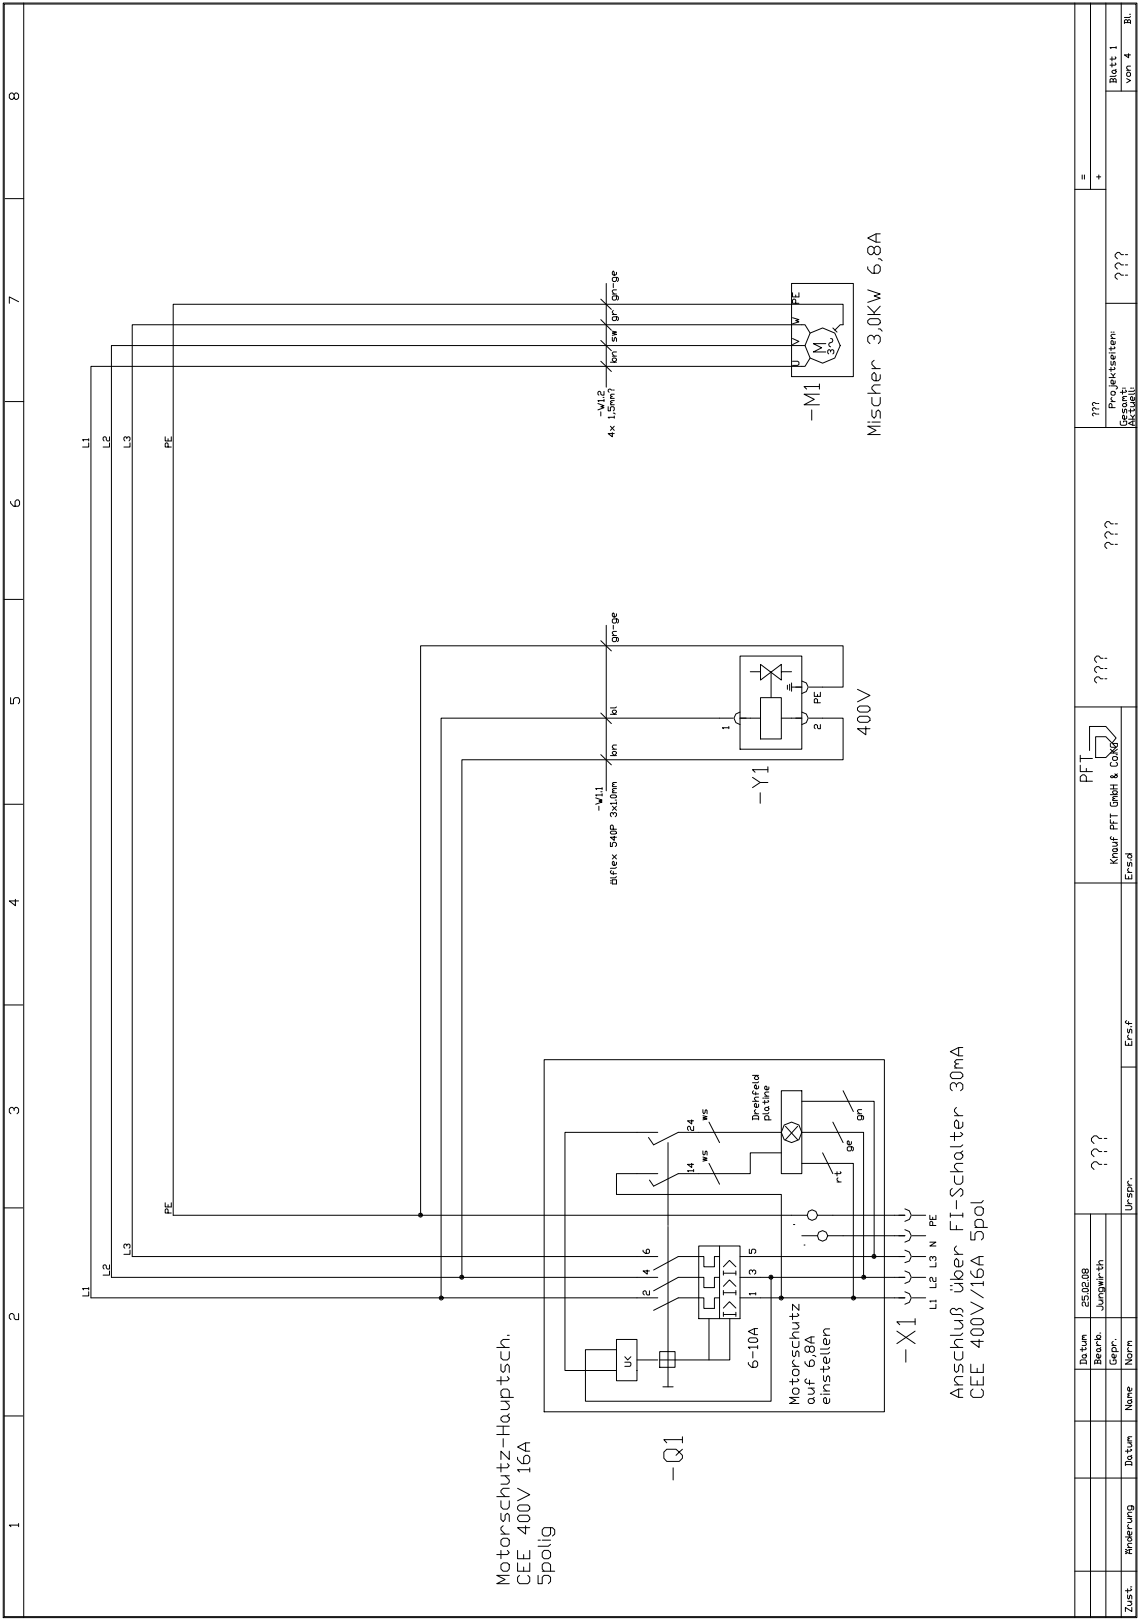 1 2 3 4 5 6 7 8
L1
L2
L3
PE
L1
L2
L3
PE
Motorschutz-Hauptsch.
CEE 400V 16A
5polig
-Q1
U<
2 4 6
14 24
ws ws
I> I> I>
1 3 5
6-10A
Motorschutz
auf 6,8A
einstellen
Drehfeld
platine
rt ge gn
-X1
L1 L2 L3 N PE
Anschluß über FI-Schalter 30mA
CEE 400V/16A 5pol
-W1.1
Ölflex 540P 3x1.0mm
bn bl gn-ge
-Y1
1
2 PE
400V
-W1.2
4x 1,5mm?
bn sw gr gn-ge
-M1
U V W PE
M
3~
Mischer 3,0KW 6,8A
Zust. Änderung Datum Name
Datum 25.02.08
Bearb. Jungwirth
Gepr.
Norm
Urspr. Ers.f Ers.d
???
PFT
Knauf PFT GmbH & Co.KG
???
???
???
Projektseiten:
Gesamt:
Aktuell:
???
=
+
Blatt 1
von 4 Bl.